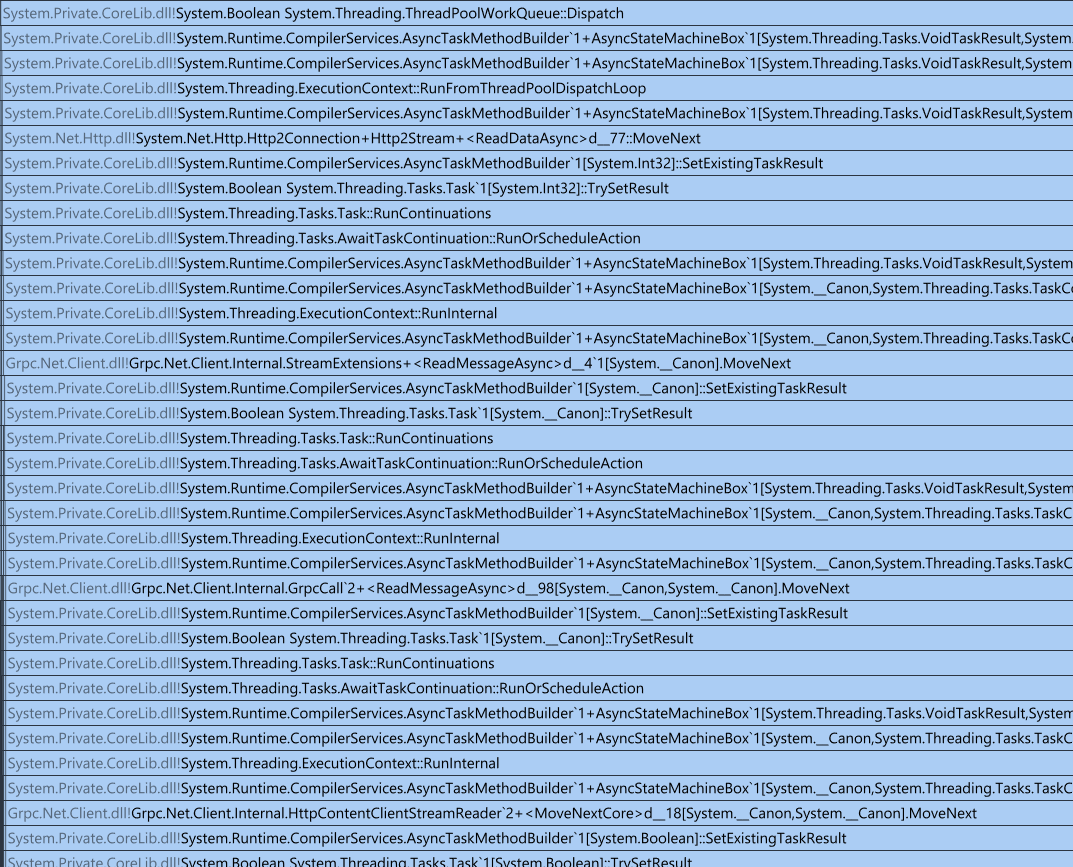 System.Private.CoreLib.dll!System.Boolean System.Threading.ThreadPoolWorkQueue::Dispatch
System.Private.CoreLib.dll!System.Runtime.CompilerServices.AsyncTaskMethodBuilder`1+AsyncStateMachineBox`1[System.Threading.Tasks.VoidTaskResult,System.
System.Private.CoreLib.dll!System.Runtime.CompilerServices.AsyncTaskMethodBuilder`1+AsyncStateMachineBox`1[System.Threading.Tasks.VoidTaskResult,System
System.Private.CoreLib.dll!System.Threading.ExecutionContext::RunFromThreadPoolDispatchLoop
System.Private.CoreLib.dll!System.Runtime.CompilerServices.AsyncTaskMethodBuilder`1+AsyncStateMachineBox`1[System.Threading.Tasks.VoidTaskResult,System
System.Net.Http.dll!System.Net.Http.Http2Connection+Http2Stream+<ReadDataAsync>d__77::MoveNext
System.Private.CoreLib.dll!System.Runtime.CompilerServices.AsyncTaskMethodBuilder`1[System.Int32]::SetExistingTaskResult
System.Private.CoreLib.dll!System.Boolean System.Threading.Tasks.Task`1[System.Int32]::TrySetResult
System.Private.CoreLib.dll!System.Threading.Tasks.Task::RunContinuations
System.Private.CoreLib.dll!System.Threading.Tasks.AwaitTaskContinuation::RunOrScheduleAction
System.Private.CoreLib.dll!System.Runtime.CompilerServices.AsyncTaskMethodBuilder`1+AsyncStateMachineBox`1[System.Threading.Tasks.VoidTaskResult,System
System.Private.CoreLib.dll!System.Runtime.CompilerServices.AsyncTaskMethodBuilder`1+AsyncStateMachineBox`1[System.__Canon,System.Threading.Tasks.TaskCo
System.Private.CoreLib.dll!System.Threading.ExecutionContext::RunInternal
System.Private.CoreLib.dll!System.Runtime.CompilerServices.AsyncTaskMethodBuilder`1+AsyncStateMachineBox`1[System.__Canon,System.Threading.Tasks.TaskCo
Grpc.Net.Client.dll!Grpc.Net.Client.Internal.StreamExtensions+<ReadMessageAsync>d__4`1[System.__Canon].MoveNext
System.Private.CoreLib.dll!System.Runtime.CompilerServices.AsyncTaskMethodBuilder`1[System.__Canon]::SetExistingTaskResult
System.Private.CoreLib.dll!System.Boolean System.Threading.Tasks.Task`1[System.__Canon]::TrySetResult
System.Private.CoreLib.dll!System.Threading.Tasks.Task::RunContinuations
System.Private.CoreLib.dll!System.Threading.Tasks.AwaitTaskContinuation::RunOrScheduleAction
System.Private.CoreLib.dll!System.Runtime.CompilerServices.AsyncTaskMethodBuilder`1+AsyncStateMachineBox`1[System.Threading.Tasks.VoidTaskResult,System
System.Private.CoreLib.dll!System.Runtime.CompilerServices.AsyncTaskMethodBuilder`1+AsyncStateMachineBox`1[System.__Canon,System.Threading.Tasks.TaskC
System.Private.CoreLib.dll!System.Threading.ExecutionContext::RunInternal
System.Private.CoreLib.dll!System.Runtime.CompilerServices.AsyncTaskMethodBuilder`1+AsyncStateMachineBox`1[System.__Canon,System.Threading.Tasks.TaskC
Grpc.Net.Client.dll!Grpc.Net.Client.Internal.GrpcCall`2+<ReadMessageAsync>d__98[System.__Canon,System.__Canon].MoveNext
System.Private.CoreLib.dll!System.Runtime.CompilerServices.AsyncTaskMethodBuilder`1[System.__Canon]::SetExistingTaskResult
System.Private.CoreLib.dll!System.Boolean System.Threading.Tasks.Task`1[System.__Canon]::TrySetResult
System.Private.CoreLib.dll!System.Threading.Tasks.Task::RunContinuations
System.Private.CoreLib.dll!System.Threading.Tasks.AwaitTaskContinuation::RunOrScheduleAction
System.Private.CoreLib.dll!System.Runtime.CompilerServices.AsyncTaskMethodBuilder`1+AsyncStateMachineBox`1[System.Threading.Tasks.VoidTaskResult,System
System.Private.CoreLib.dll!System.Runtime.CompilerServices.AsyncTaskMethodBuilder`1+AsyncStateMachineBox`1[System.__Canon,System.Threading.Tasks.TaskC
System.Private.CoreLib.dll!System.Threading.ExecutionContext::RunInternal
System.Private.CoreLib.dll!System.Runtime.CompilerServices.AsyncTaskMethodBuilder`1+AsyncStateMachineBox`1[System.__Canon,System.Threading.Tasks.TaskC
Grpc.Net.Client.dll!Grpc.Net.Client.Internal.HttpContentClientStreamReader`2+<MoveNextCore>d__18[System.__Canon,System.__Canon].MoveNext
System.Private.CoreLib.dll!System.Runtime.CompilerServices.AsyncTaskMethodBuilder`1[System.Boolean]::SetExistingTaskResult
System.Private.CoreLib.dll!System.Boolean System.Threading.Tasks.Task`1[System.Boolean]::TrySetResult